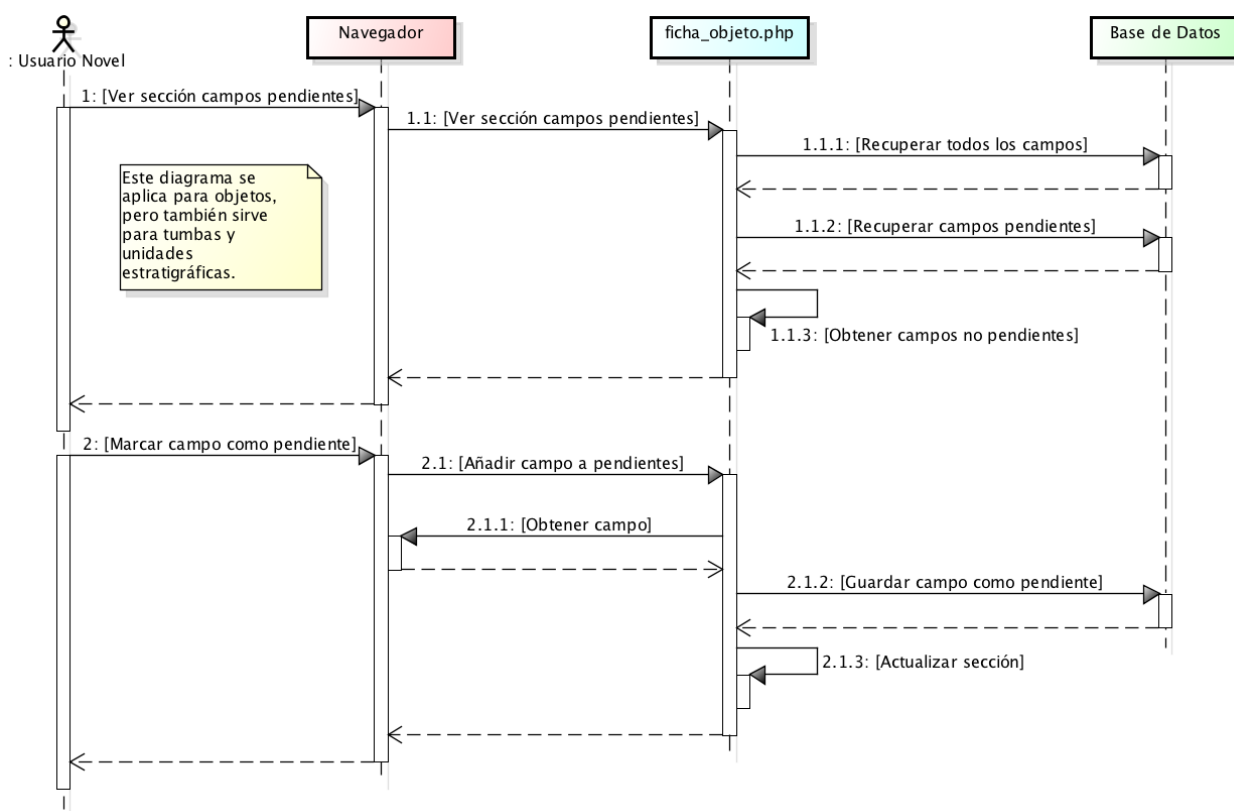 : Usuario Novel
Navegador
ficha_objeto.php
Base de Datos
1: [Ver sección campos pendientes]
1.1: [Ver sección campos pendientes]
1.1.1: [Recuperar todos los campos]
Este diagrama se
aplica para objetos,
pero también sirve
para tumbas y
unidades
estratigráficas.
1.1.2: [Recuperar campos pendientes]
1.1.3: [Obtener campos no pendientes]
2: [Marcar campo como pendiente]
2.1: [Añadir campo a pendientes]
2.1.1: [Obtener campo]
2.1.2: [Guardar campo como pendiente]
2.1.3: [Actualizar sección]